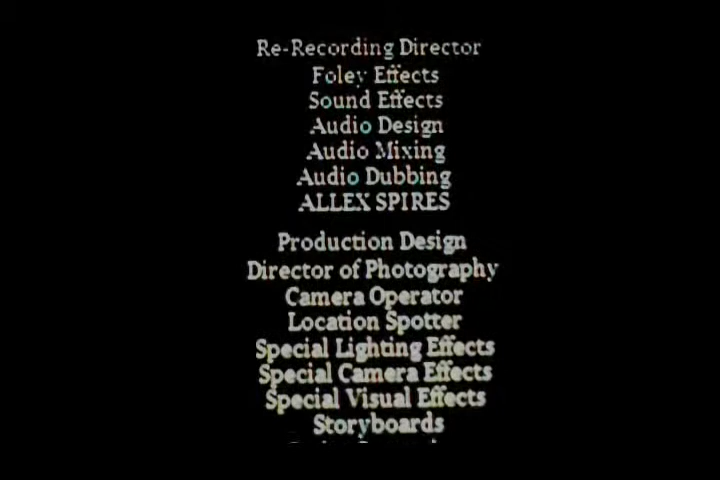 Re-Recording Director
Foley Effects
Sound Effects
Audio Design
Audio Mixing
Audio Dubbing
ALLEX SPIRES
Production Design
Director of Photography
Camera Operator
Location Spotter
Special Lighting Effects
Special Camera Effects
Special Visual Effects
Storyboards